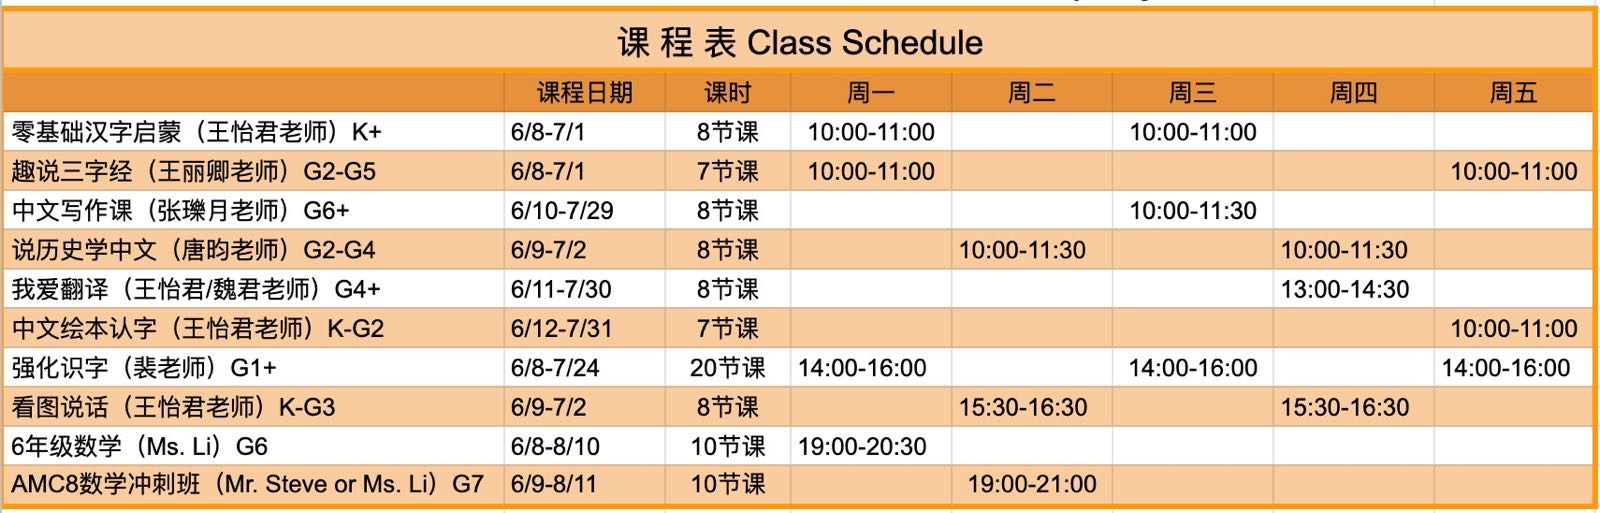 课 程 表 Class Schedule
课程日期 课时 周一 周二 周三 周四 周五
零基础汉字启蒙（王怡君老师）K+ 6/8-7/1 8节课 10:00-11:00 10:00-11:00
趣说三字经（王丽卿老师）G2-G5 6/8-7/1 7节课 10:00-11:00 10:00-11:00
中文写作课（张瓅月老师）G6+ 6/10-7/29 8节课 10:00-11:30
说历史学中文（唐昀老师）G2-G4 6/9-7/2 8节课 10:00-11:30 10:00-11:30
我爱翻译（王怡君/魏君老师）G4+ 6/11-7/30 8节课 13:00-14:30
中文绘本认字（王怡君老师）K-G2 6/12-7/31 7节课 10:00-11:00
强化识字（裴老师）G1+ 6/8-7/24 20节课 14:00-16:00 14:00-16:00 14:00-16:00
看图说话（王怡君老师）K-G3 6/9-7/2 8节课 15:30-16:30 15:30-16:30
6年级数学（Ms. Li）G6 6/8-8/10 10节课 19:00-20:30
AMC8数学冲刺班（Mr. Steve or Ms. Li）G7 6/9-8/11 10节课 19:00-21:00